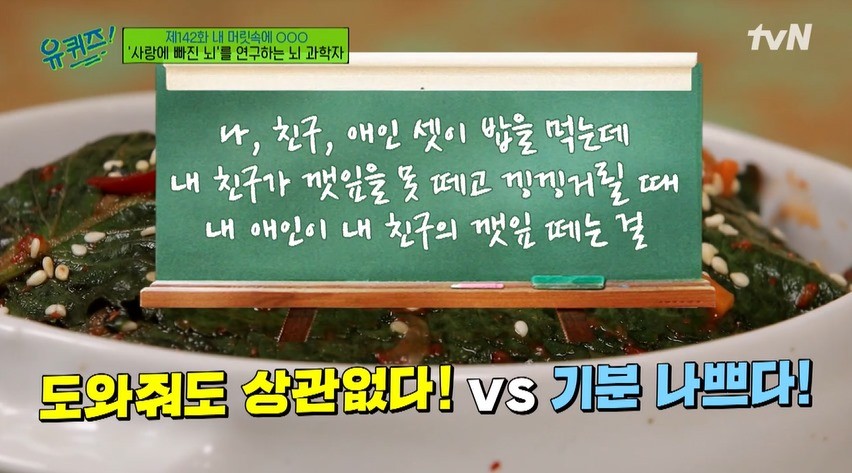 유퀴즈!
제142화 내 머릿속에 ○○○
'사랑에 빠진 뇌'를 연구하는 뇌 과학자
tvN
나, 친구, 애인 셋이 밥을 먹는데
내 친구가 깻잎을 못 떼고 낑낑거릴 때
내 애인이 내 친구의 깻잎 떼는 걸
도와줘도 상관없다! vs 기분 나쁘다!